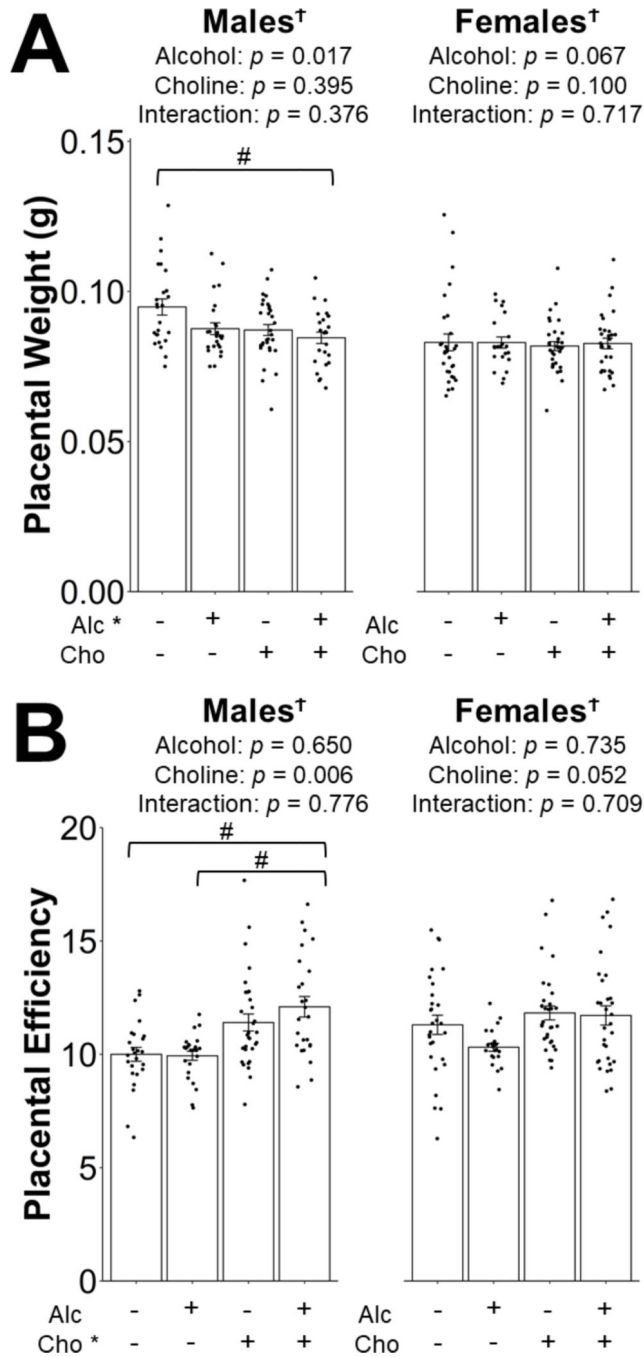 A
Males†
Alcohol: p = 0.017
Choline: p = 0.395
Interaction: p = 0.376
Females†
Alcohol: p = 0.067
Choline: p = 0.100
Interaction: p = 0.717
Placental Weight (g)
0.15
0.10
0.05
0.00
#
Alc * - + - +
Cho - - + +
Alc - + - +
Cho - - + +
B
Males†
Alcohol: p = 0.650
Choline: p = 0.006
Interaction: p = 0.776
Females†
Alcohol: p = 0.735
Choline: p = 0.052
Interaction: p = 0.709
Placental Efficiency
20
15
10
5
0
#
#
Alc - + - +
Cho * - - + +
Alc - + - +
Cho - - + +